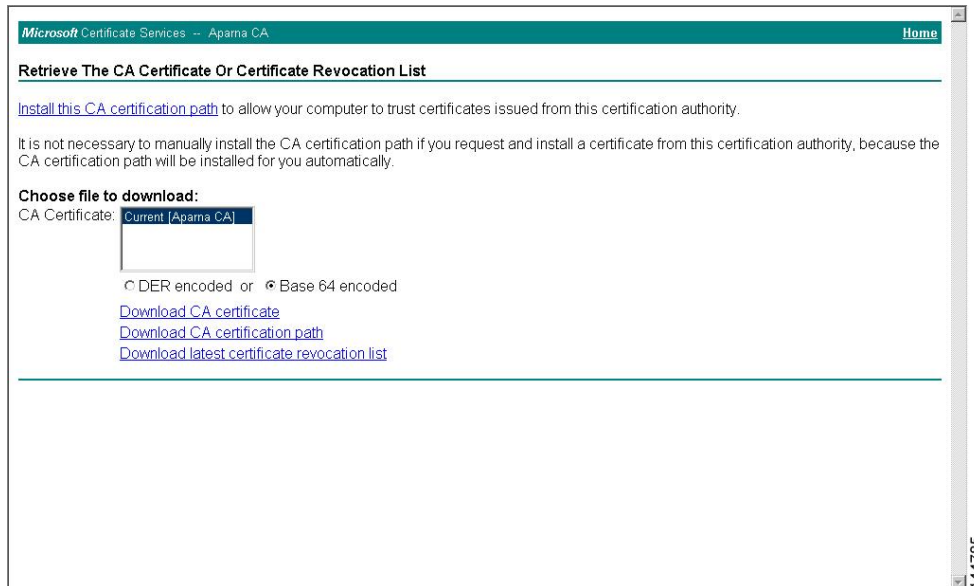 Microsoft Certificate Services -- Aparna CA Home
Retrieve The CA Certificate Or Certificate Revocation List
Install this CA certification path to allow your computer to trust certificates issued from this certification authority.
It is not necessary to manually install the CA certification path if you request and install a certificate from this certification authority, because the
CA certification path will be installed for you automatically.
Choose file to download:
CA Certificate: Current [Aparna CA]
DER encoded or Base 64 encoded
Download CA certificate
Download CA certification path
Download latest certificate revocation list